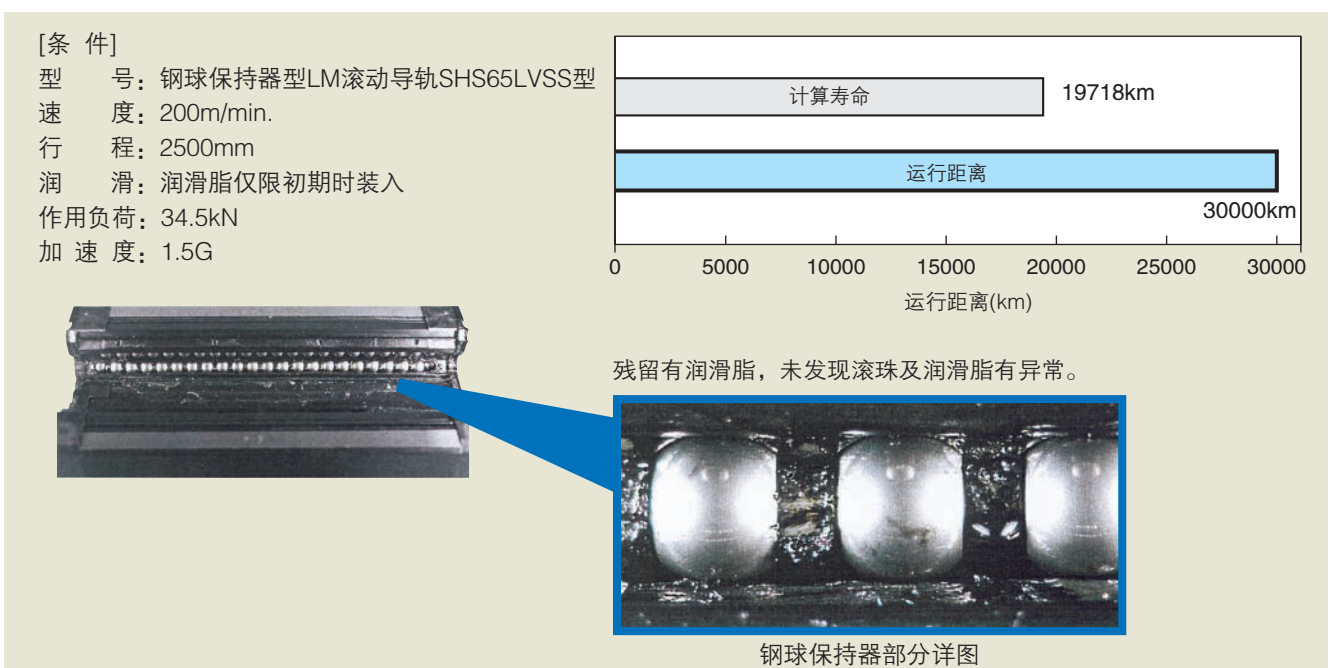 [条 件]
型 号：钢球保持器型LM滚动导轨SHS65LVSS型
速 度：200m/min.
行 程：2500mm
润 滑：润滑脂仅限初期时装入
作用负荷：34.5kN
加 速 度：1.5G
计算寿命
19718km
运行距离
30000km
0 5000 10000 15000 20000 25000 30000
运行距离(km)
残留有润滑脂，未发现滚珠及润滑脂有异常。
钢球保持器部分详图